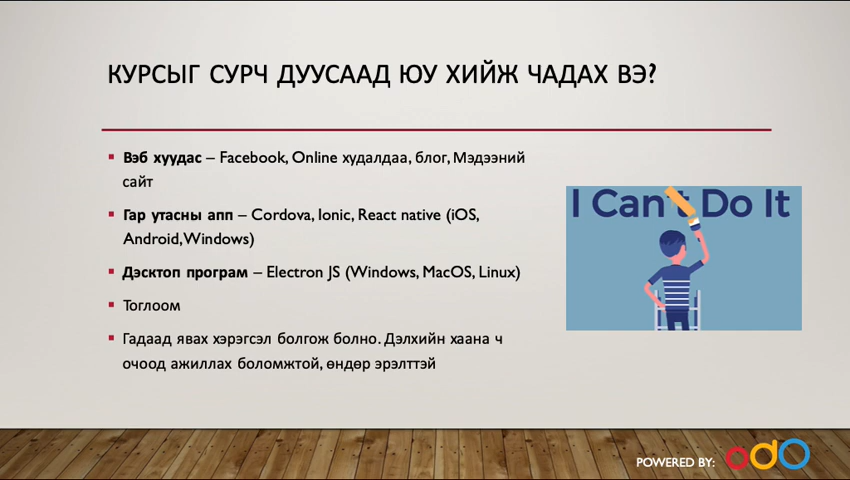 КУРСЫГ СУРЧ ДУУСААД ЮУ ХИЙЖ ЧАДАХ ВЭ?
Вэб хуудас – Facebook, Online худалдаа, блог, Мэдээний
сайт
Гар утасны апп – Cordova, Ionic, React native (iOS,
Android,Windows)
Дэсктоп програм – Electron JS (Windows, MacOS, Linux)
Тоглоом
Гадаад явах хэрэгсэл болгож болно. Дэлхийн хаана ч
очоод ажиллах боломжтой, өндөр эрэлттэй
I Can't Do It
POWERED BY:
odo